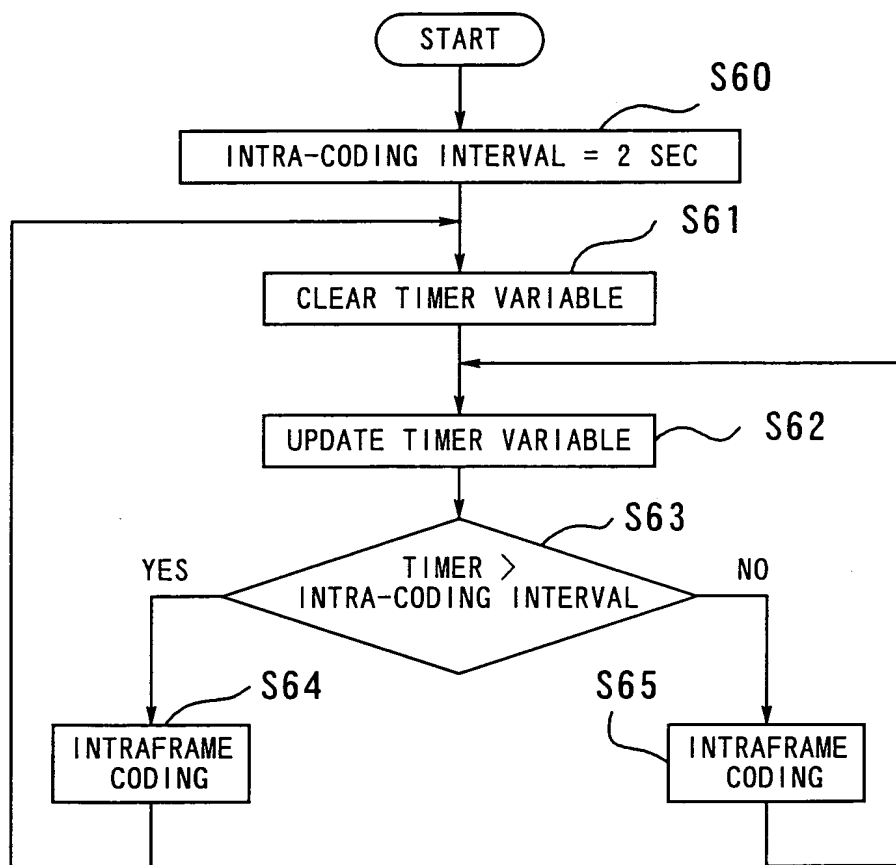 START
S60
INTRA-CODING INTERVAL = 2 SEC
S61
CLEAR TIMER VARIABLE
UPDATE TIMER VARIABLE
S62
S63
TIMER >
INTRA-CODING INTERVAL
YES
NO
S64
INTRAFRAME
CODING
S65
INTRAFRAME
CODING